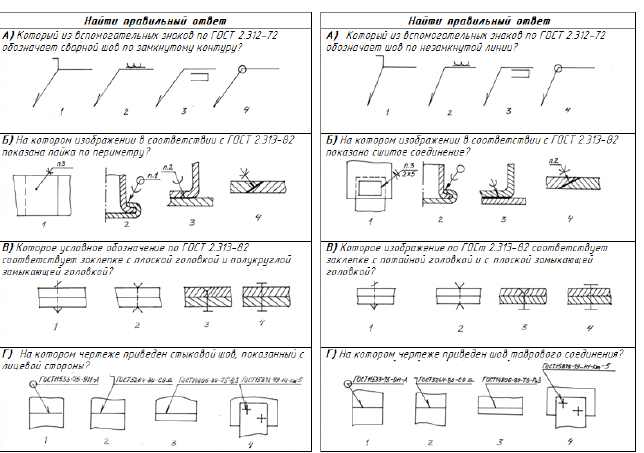 Найти правильный ответ
А) Который из вспомогательных знаков по ГОСТ 2.312-72
обозначает сварной шов по замкнутому контуру?
1 2 3 4
Б) На котором изображении в соответствии с ГОСТ 2.313-82
показана пайка по периметру?
п.3
п.1
п.2
1 2 3 4
В) Которое условное обозначение по ГОСТ 2.313-82
соответствует заклепке с плоской головкой и полукруглой
замыкающей головкой?
1 2 3 4
Г) На котором чертеже приведен стыковой шов, показанный с
лицевой стороны?
1 2 3 4
Найти правильный ответ
А) Который из вспомогательных знаков по ГОСТ 2.312-72
обозначает шов по незамкнутой линии?
1 2 3 4
Б) На котором изображении в соответствии с ГОСТ 2.313-82
показано сшитое соединение?
п.3
2×5
п.1
п.2
1 2 3 4
В) Которое изображение по ГОСТ 2.313-82 соответствует
заклепке с потайной головкой и с плоской замыкающей
головкой?
1 2 3 4
Г) На котором чертеже приведен шов таврового соединения?
1 2 3 4